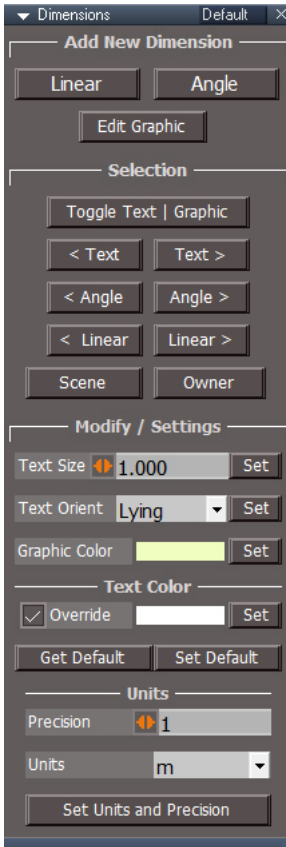 Dimensions Default
Add New Dimension
Linear Angle
Edit Graphic
Selection
Toggle Text | Graphic
< Text Text >
< Angle Angle >
< Linear Linear >
Scene Owner
Modify / Settings
Text Size 1.000 Set
Text Orient Lying Set
Graphic Color Set
Text Color
Override Set
Get Default Set Default
Units
Precision 1
Units m
Set Units and Precision